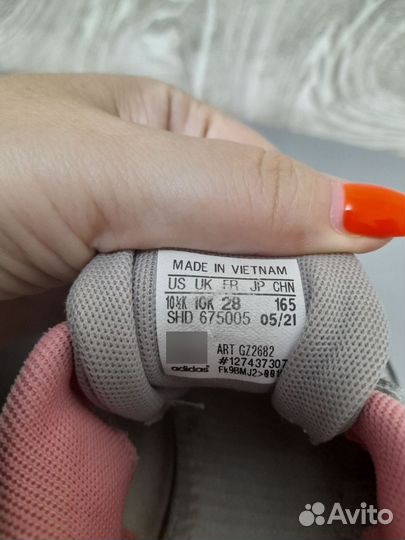 MADE IN VIETNAM
US UK FR JP CHN
10½K 10K 28 165
SHD 675005 05/21
ART GZ2682
#127437307
adidas
Avito